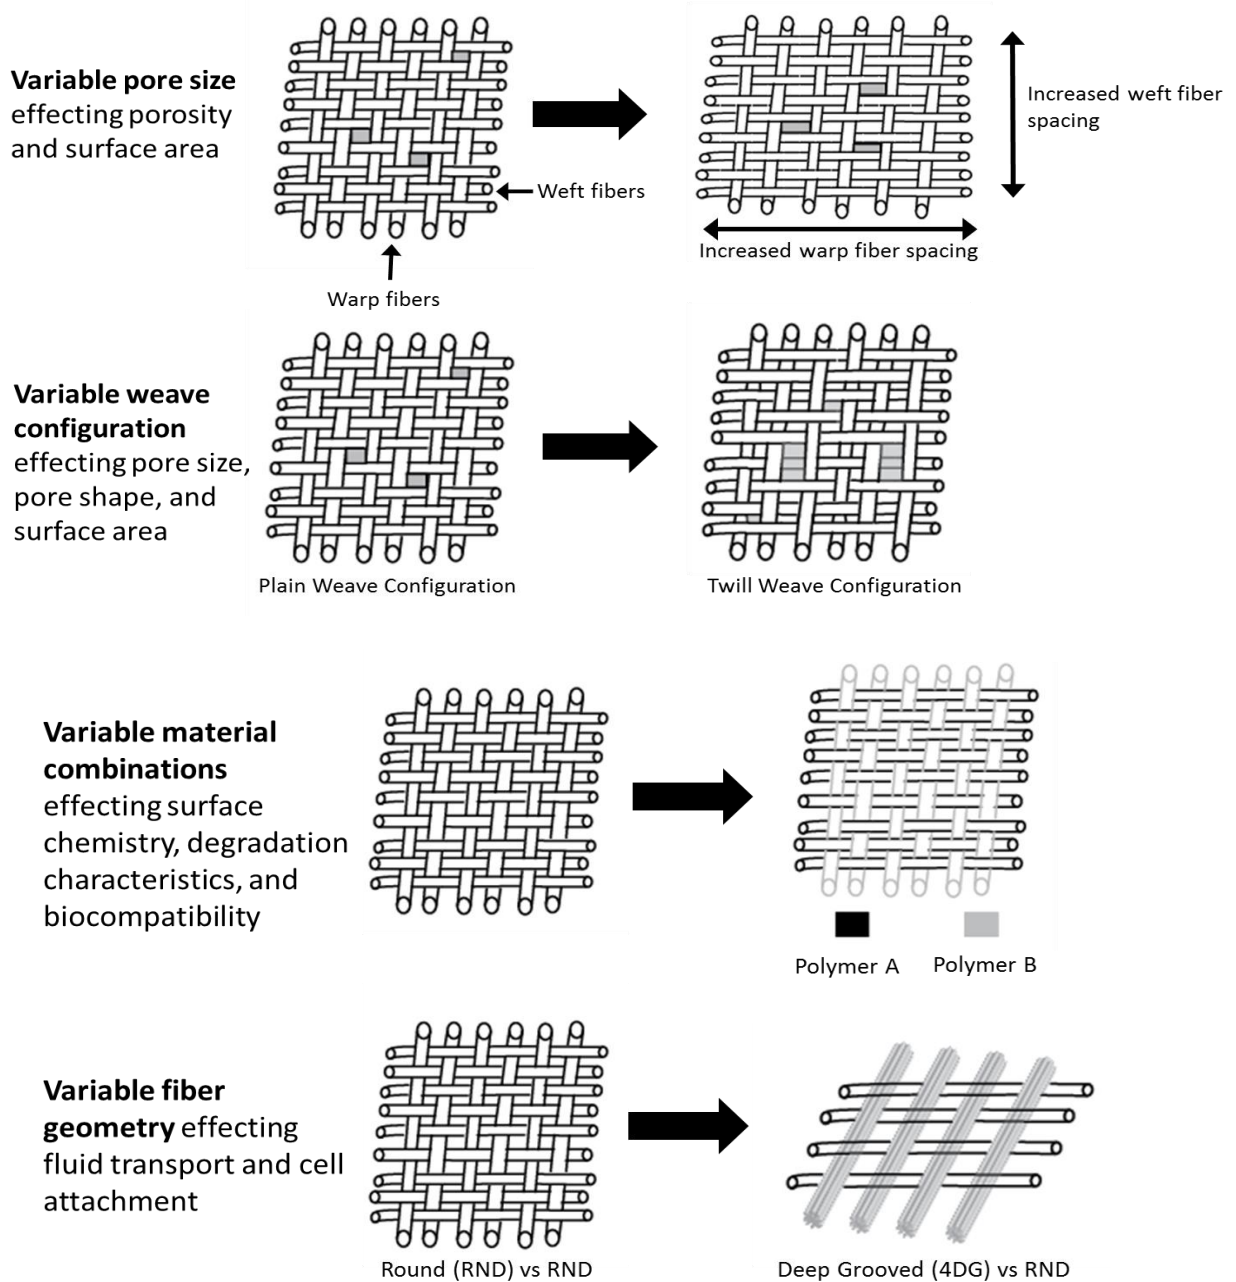 Variable pore size
effecting porosity
and surface area
Increased weft fiber
spacing
Weft fibers
Increased warp fiber spacing
Warp fibers
Variable weave
configuration
effecting pore size,
pore shape, and
surface area
Plain Weave Configuration
Twill Weave Configuration
Variable material
combinations
effecting surface
chemistry, degradation
characteristics, and
biocompatibility
Polymer A
Polymer B
Variable fiber
geometry effecting
fluid transport and cell
attachment
Round (RND) vs RND
Deep Grooved (4DG) vs RND